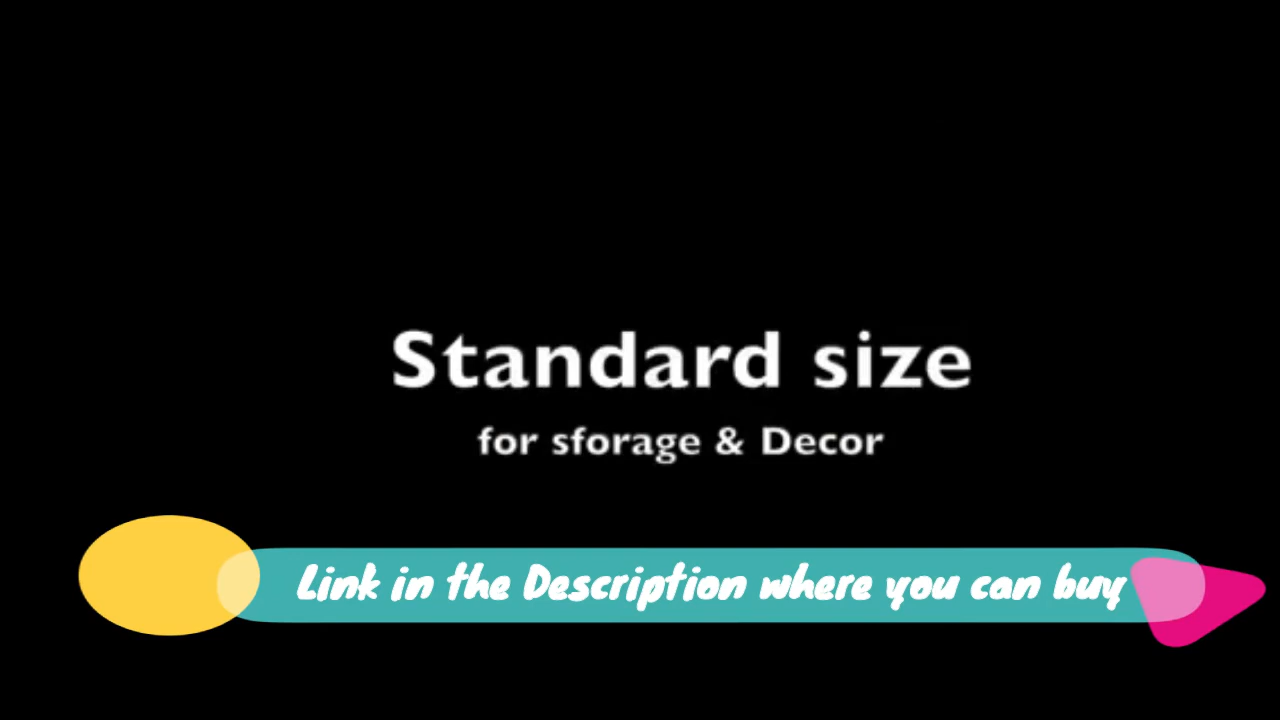 Standard size
for sforage & Decor
Link in the Description where you can buy